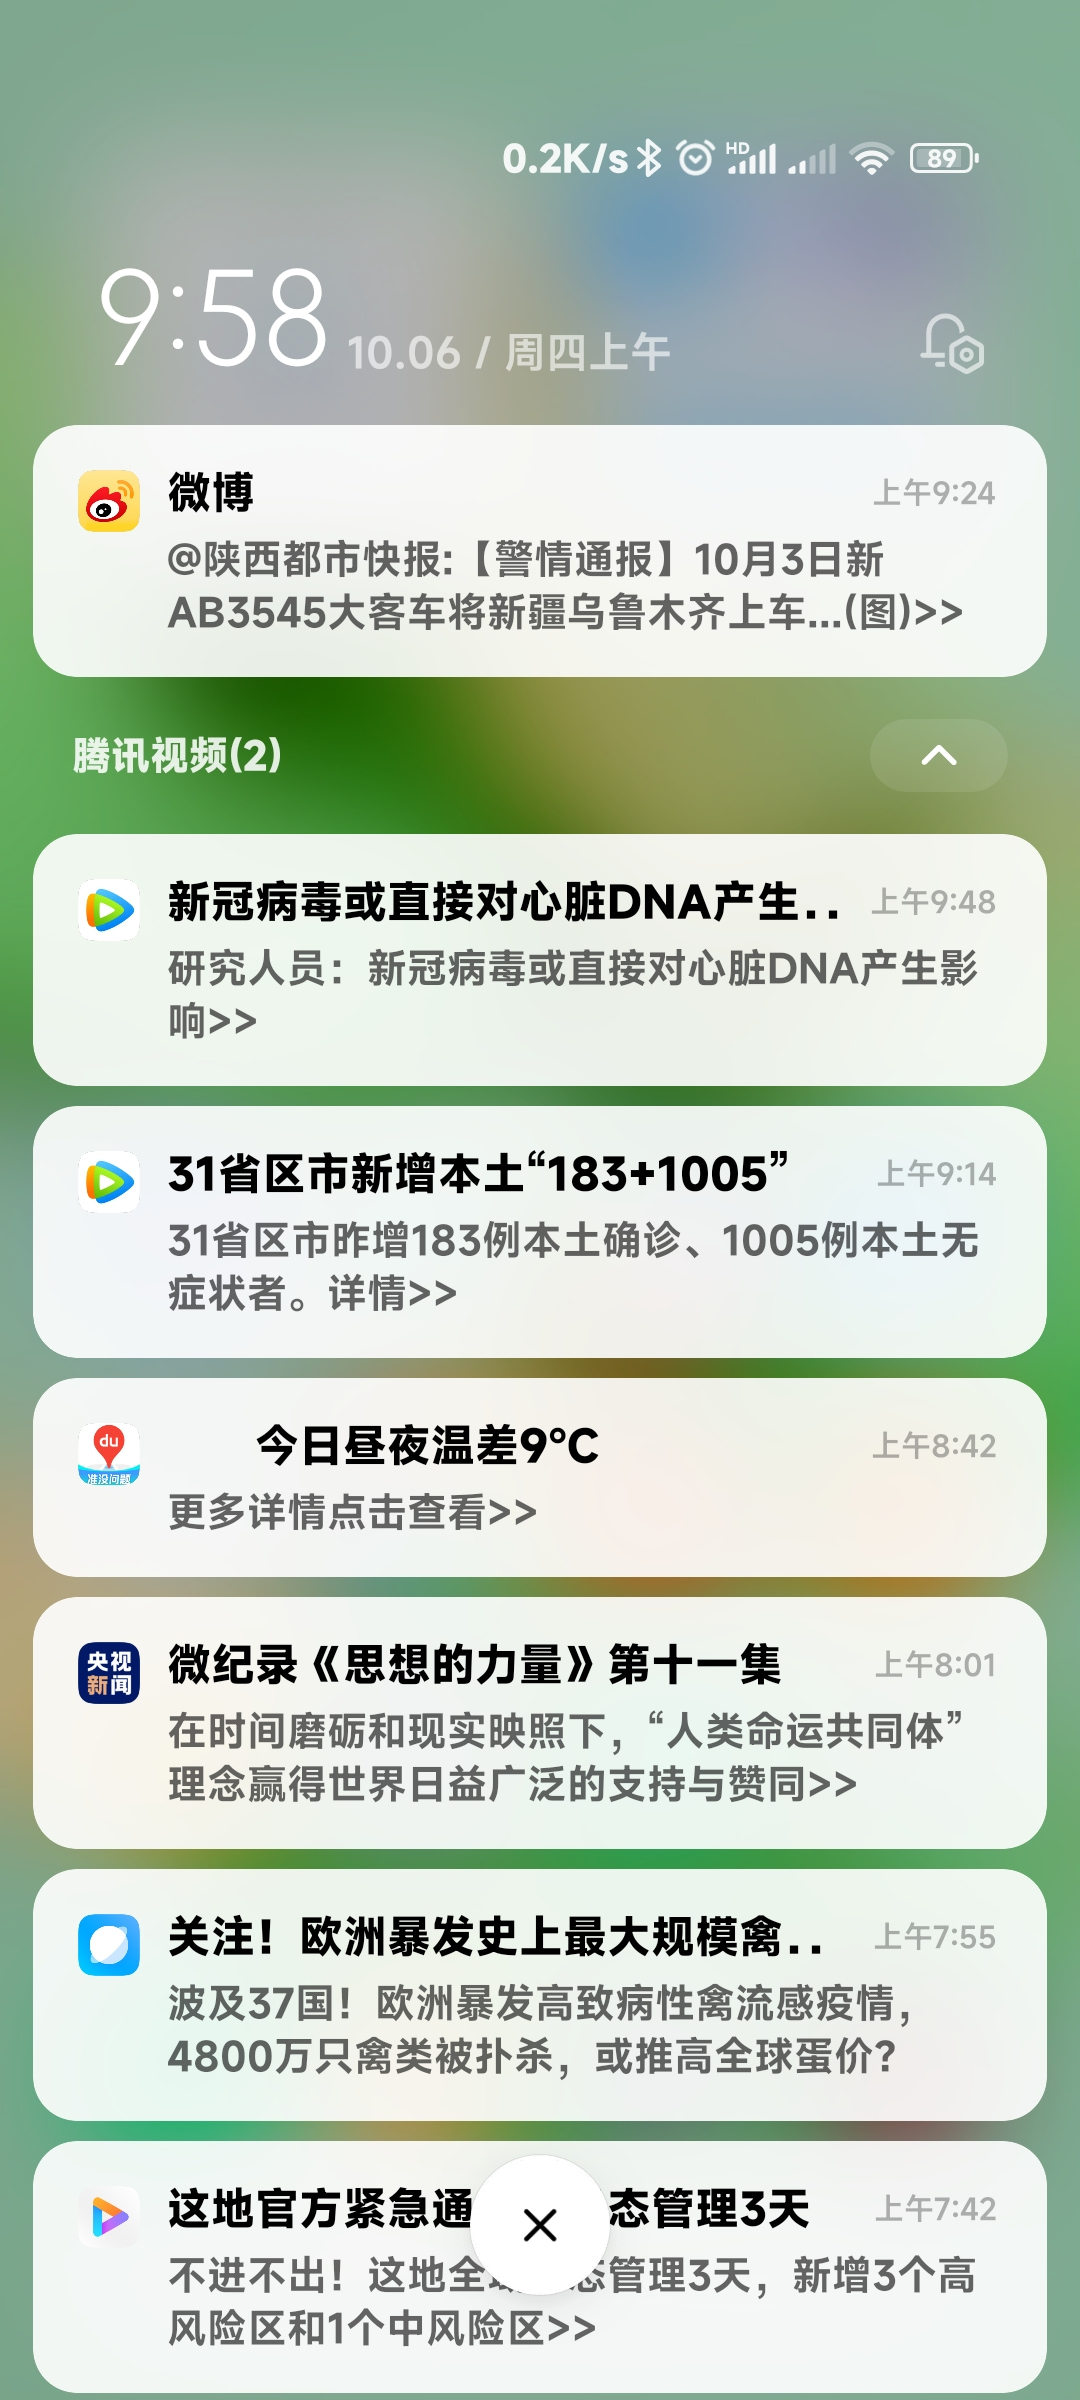 0.2K/s HD 89
9:58 10.06 / 周四上午
微博 上午9:24
@陕西都市快报:【警情通报】10月3日新
AB3545大客车将新疆乌鲁木齐上车...(图)>>
腾讯视频(2)
新冠病毒或直接对心脏DNA产生.. 上午9:48
研究人员：新冠病毒或直接对心脏DNA产生影
响>>
31省区市新增本土“183+1005” 上午9:14
31省区市昨增183例本土确诊、1005例本土无
症状者。详情>>
du
准没问题
今日昼夜温差9°C 上午8:42
更多详情点击查看>>
央视
新闻
微纪录《思想的力量》第十一集 上午8:01
在时间磨砺和现实映照下，“人类命运共同体”
理念赢得世界日益广泛的支持与赞同>>
关注！欧洲暴发史上最大规模禽.. 上午7:55
波及37国！欧洲暴发高致病性禽流感疫情，
4800万只禽类被扑杀，或推高全球蛋价?
这地官方紧急通 态管理3天 上午7:42
不进不出！这地全 态管理3天，新增3个高
风险区和1个中风险区>>